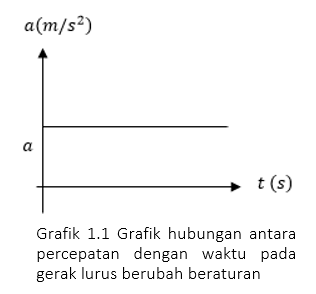 a(m/s²)
a
t (s)
Grafik 1.1 Grafik hubungan antara
percepatan dengan waktu pada
gerak lurus berubah beraturan